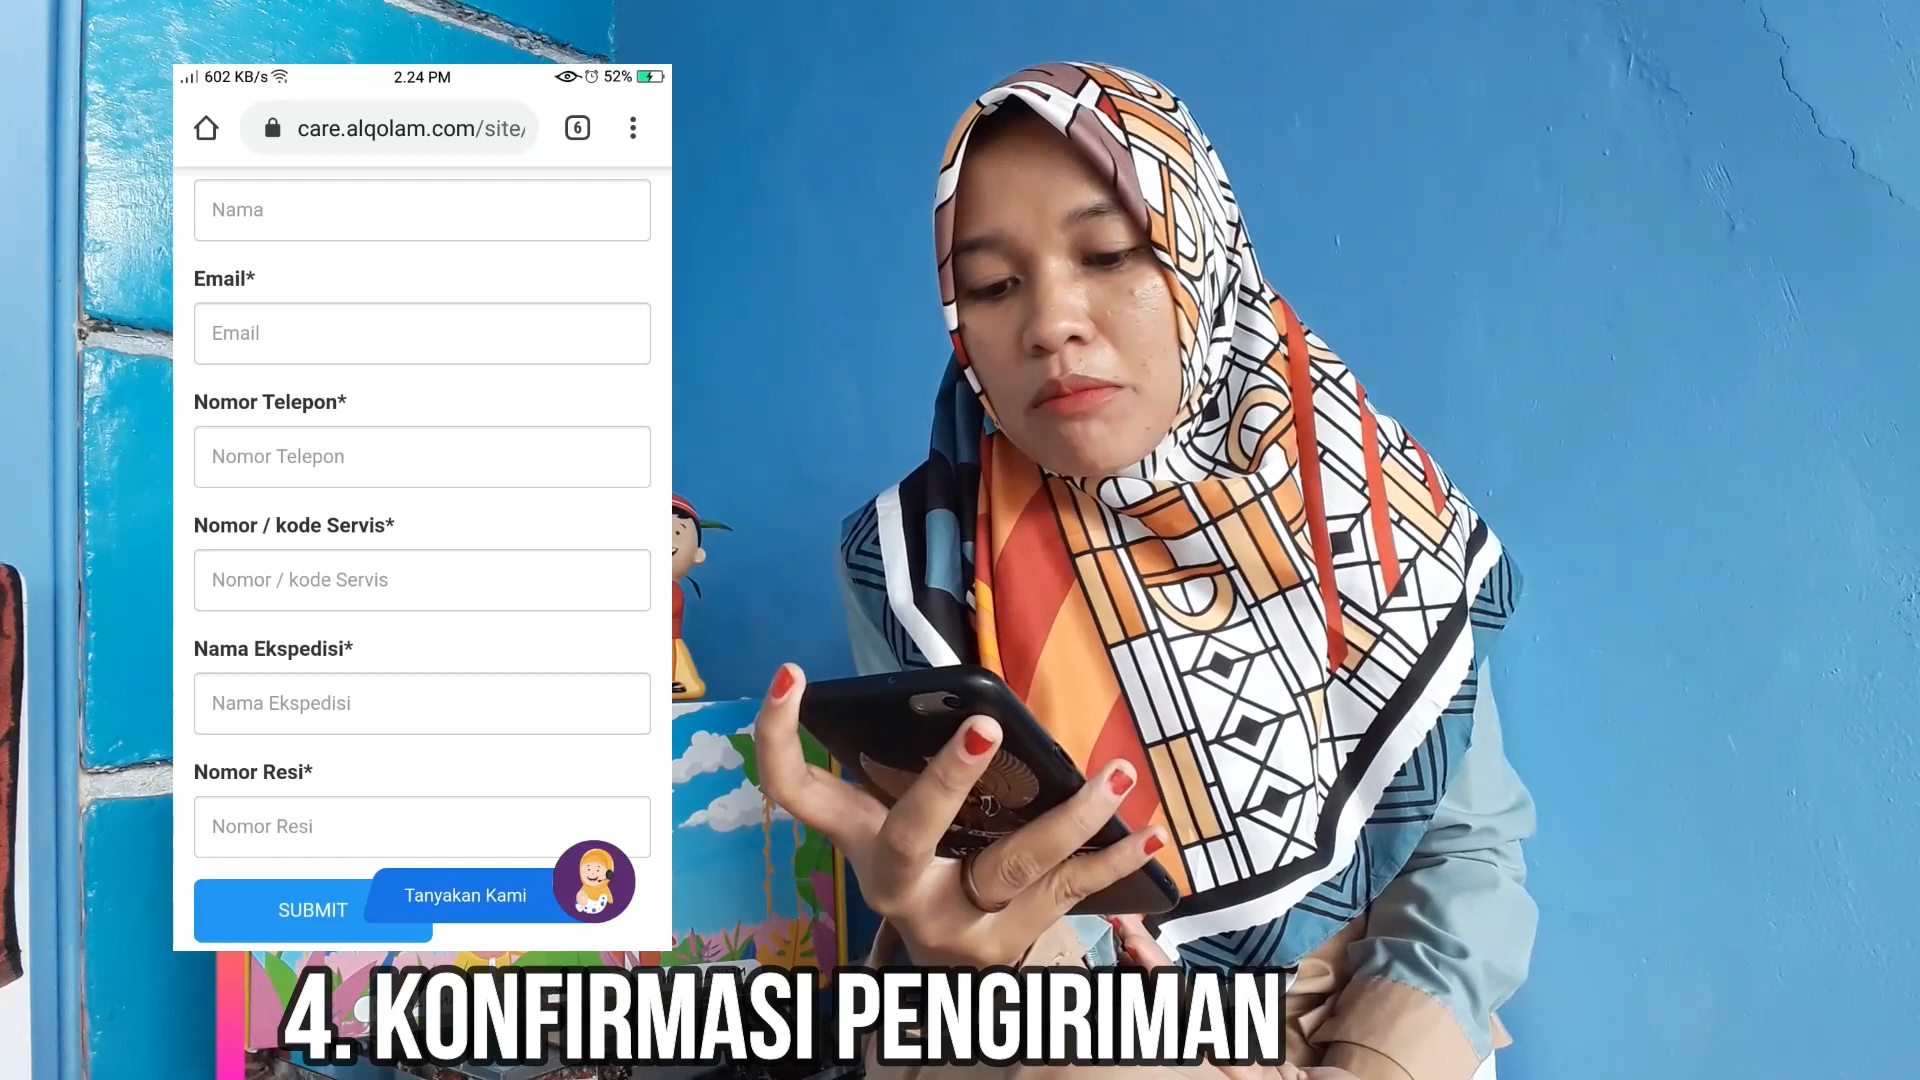 602 KB/s
2.24 PM
52%
care.alqolam.com/site/
6
Nama
Email*
Email
Nomor Telepon*
Nomor Telepon
Nomor / kode Servis*
Nomor / kode Servis
Nama Ekspedisi*
Nama Ekspedisi
Nomor Resi*
Nomor Resi
SUBMIT
Tanyakan Kami
4. KONFIRMASI PENGIRIMAN